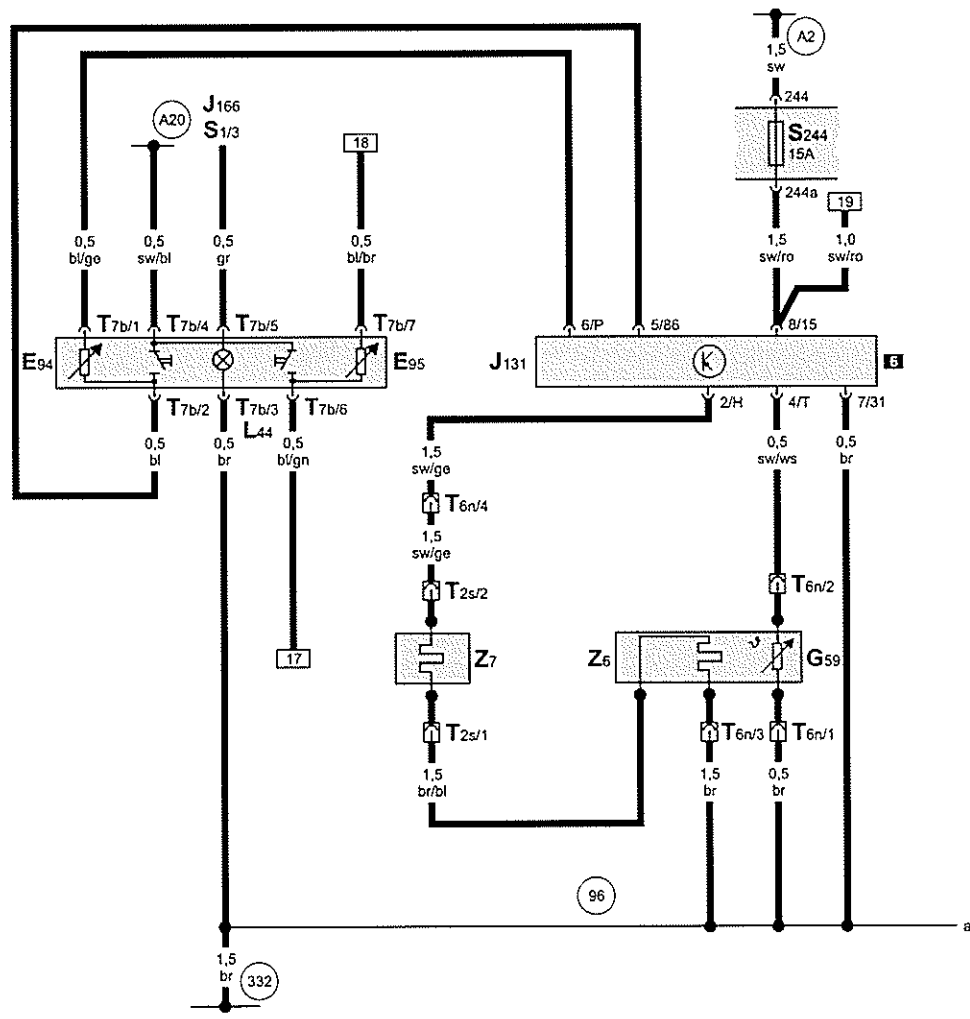 A2
1,5
sw
244
A20
J166
S1/3
18
S244
15A
244a
19
0,5
bl/ge
0,5
sw/bl
0,5
gr
0,5
bl/br
1,5
sw/ro
1,0
sw/ro
T7b/1
T7b/4
T7b/5
T7b/7
6/P
5/86
8/15
E94
E95
J131
T7b/2
T7b/3
T7b/6
L44
2/H
4/T
7/31
0,5
bl
0,5
br
0,5
bl/gn
1,5
sw/ge
0,5
sw/ws
0,5
br
T6n/4
1,5
sw/ge
T2s/2
T6n/2
17
Z7
Z6
ϑ
G59
T2s/1
T6n/3
T6n/1
1,5
br/bl
1,5
br
0,5
br
96
a
1,5
br
332